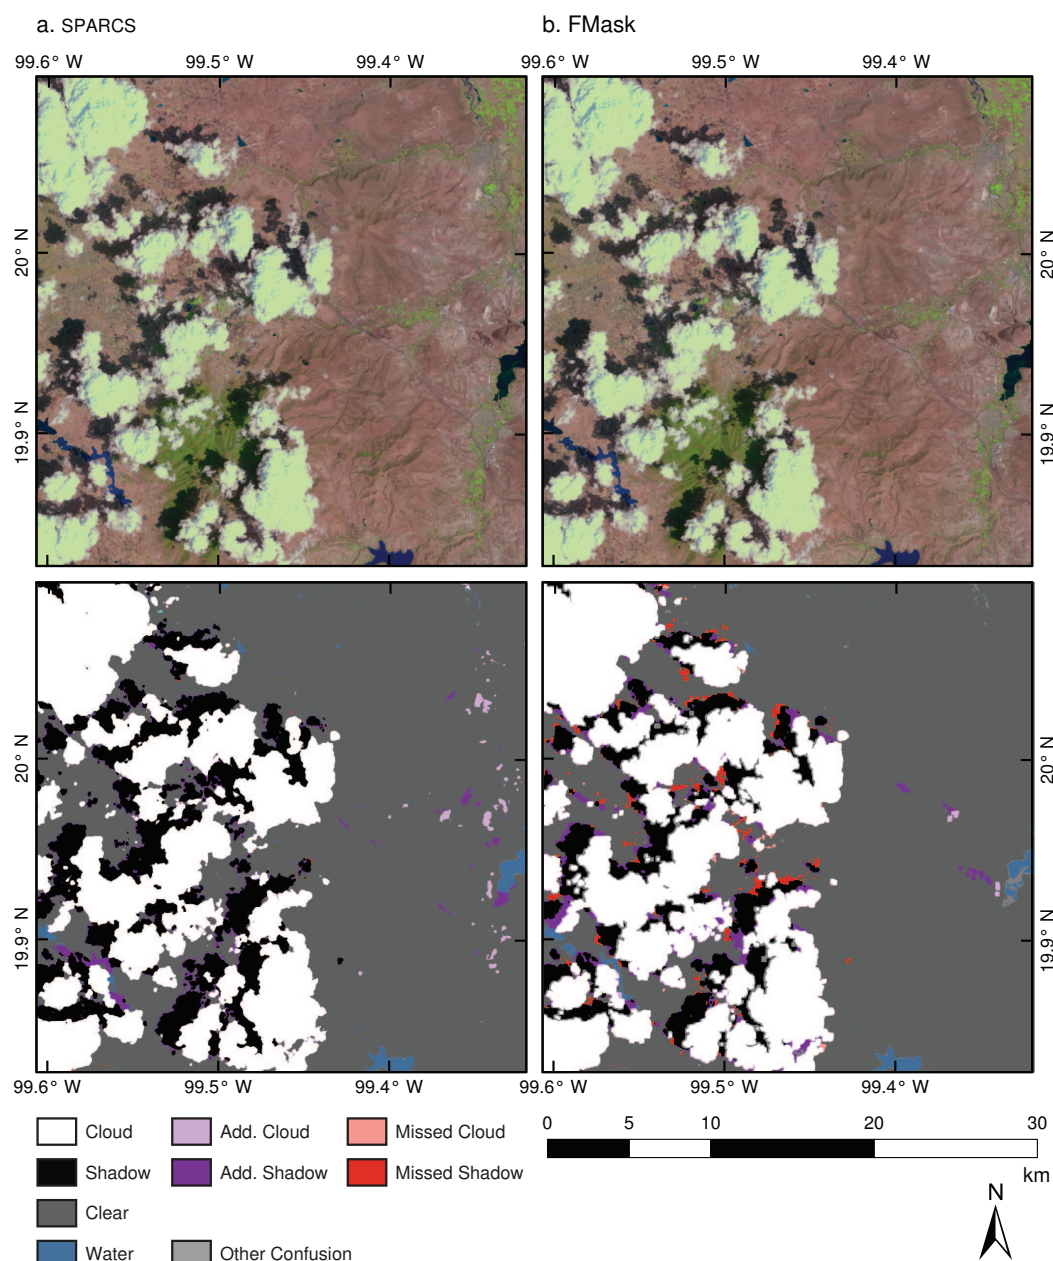 a. SPARCS
b. FMask
99.6° W 99.5° W 99.4° W
99.6° W 99.5° W 99.4° W
20° N
19.9° N
20° N
19.9° N
20° N
19.9° N
20° N
19.9° N
99.6° W 99.5° W 99.4° W
99.6° W 99.5° W 99.4° W
Cloud
Add. Cloud
Missed Cloud
Shadow
Add. Shadow
Missed Shadow
Clear
Water
Other Confusion
0 5 10 20 30
km
N